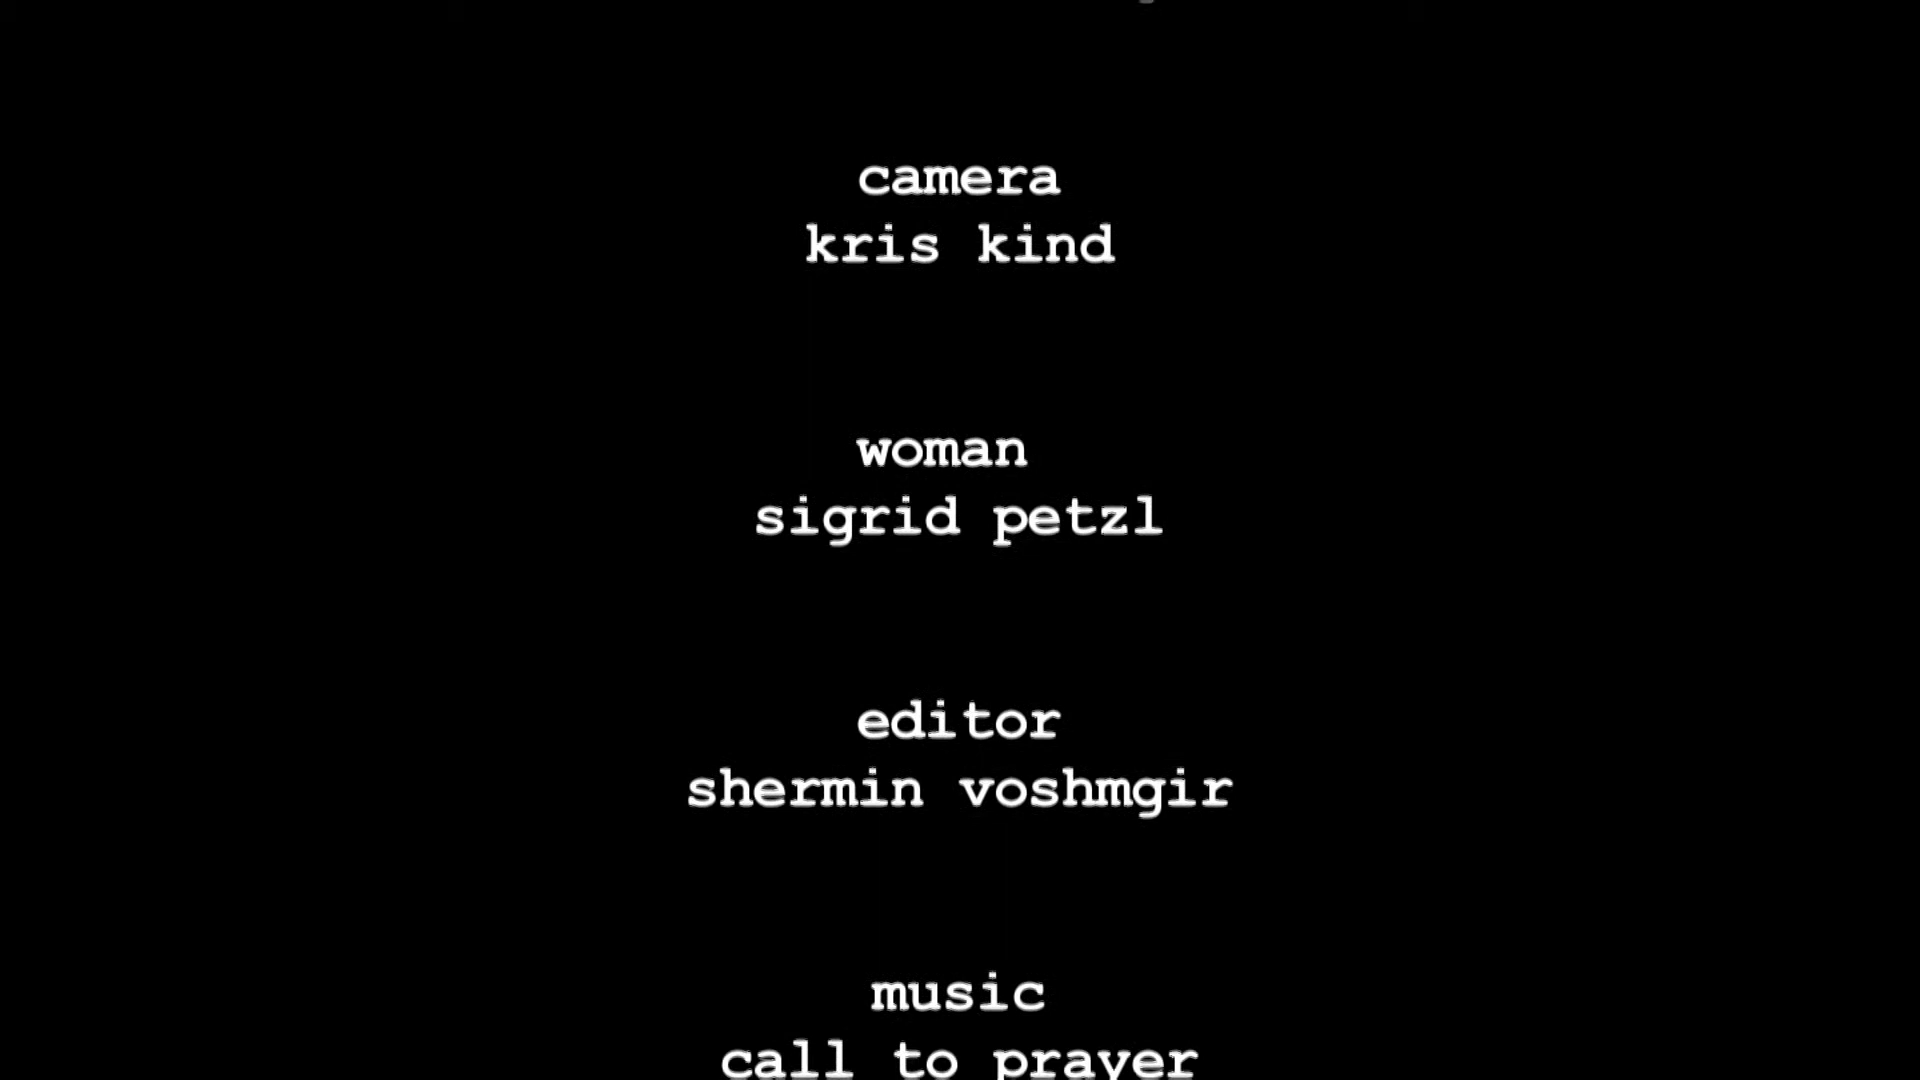 camera
kris kind
woman
sigrid petzl
editor
shermin voshmgir
music
call to prayer